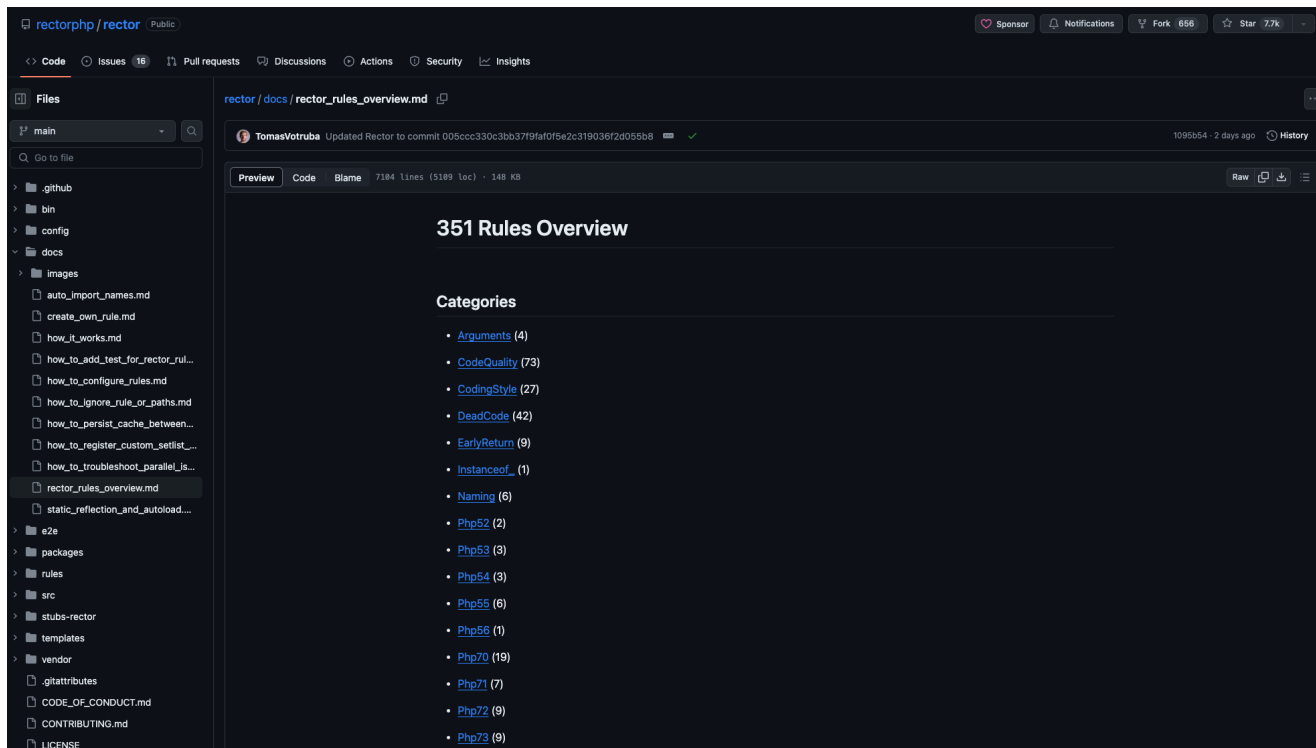 rectorphp / rector Public
Sponsor Notifications Fork 656 Star 7.7k
Code Issues 16 Pull requests Discussions Actions Security Insights
Files
main
Go to file
.github
bin
config
docs
images
auto_import_names.md
create_own_rule.md
how_it_works.md
how_to_add_test_for_rector_rul...
how_to_configure_rules.md
how_to_ignore_rule_or_paths.md
how_to_persist_cache_between...
how_to_register_custom_setlist_...
how_to_troubleshoot_parallel_is...
rector_rules_overview.md
static_reflection_and_autoload....
e2e
packages
rules
src
stubs-rector
templates
vendor
.gitattributes
CODE_OF_CONDUCT.md
CONTRIBUTING.md
LICENSE
rector / docs / rector_rules_overview.md
TomasVotruba Updated Rector to commit 005ccc330c3bb37f9faf0f5e2c319036f2d055b8
1095b54 · 2 days ago History
Preview Code Blame 7104 lines (5109 loc) · 148 KB
Raw
351 Rules Overview
Categories
• Arguments (4)
• CodeQuality (73)
• CodingStyle (27)
• DeadCode (42)
• EarlyReturn (9)
• Instanceof_ (1)
• Naming (6)
• Php52 (2)
• Php53 (3)
• Php54 (3)
• Php55 (6)
• Php56 (1)
• Php70 (19)
• Php71 (7)
• Php72 (9)
• Php73 (9)